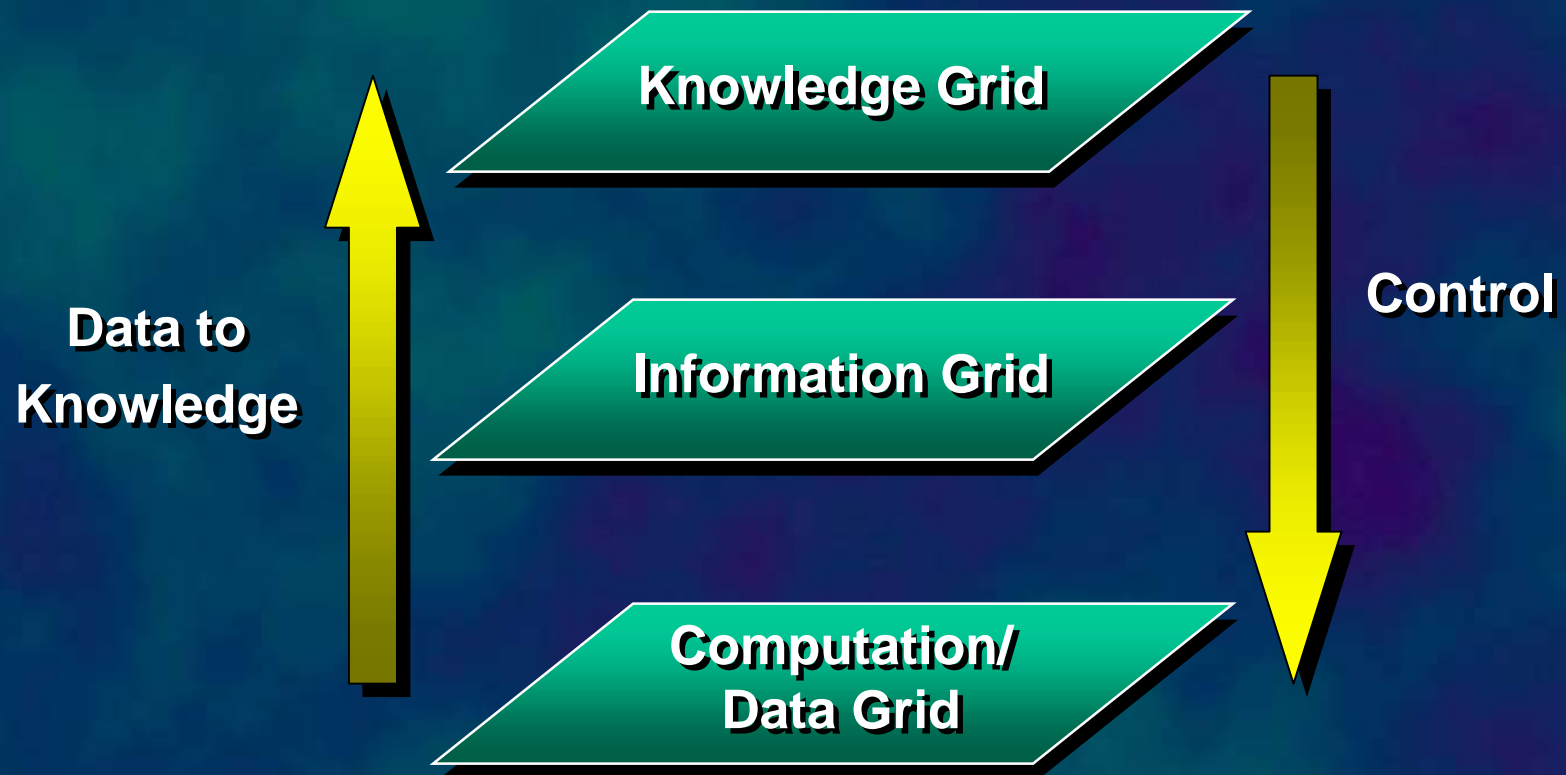 Knowledge Grid
Data to
Knowledge
Control
Information Grid
Computation/
Data Grid